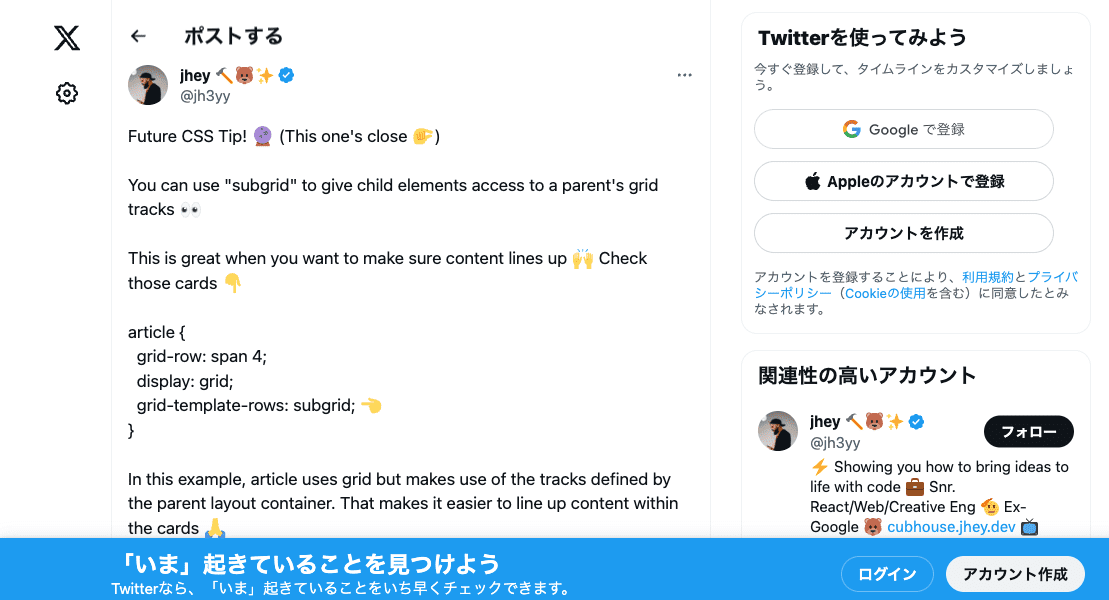 ポストする
jhey 🔨🐻✨
@jh3yy
Future CSS Tip! 🔮 (This one's close 🫱)
You can use "subgrid" to give child elements access to a parent's grid
tracks 👀
This is great when you want to make sure content lines up 🙌 Check
those cards 👇
article {
grid-row: span 4;
display: grid;
grid-template-rows: subgrid; 👈
}
In this example, article uses grid but makes use of the tracks defined by
the parent layout container. That makes it easier to line up content within
the cards 🙏
Twitterを使ってみよう
今すぐ登録して、タイムラインをカスタマイズしましょ
う。
Google で登録
Appleのアカウントで登録
アカウントを作成
アカウントを登録することにより、利用規約とプライバ
シーポリシー（Cookieの使用を含む）に同意したとみ
なされます。
関連性の高いアカウント
jhey 🔨🐻✨
@jh3yy
フォロー
⚡ Showing you how to bring ideas to
life with code 💼 Snr.
React/Web/Creative Eng 🫡 Ex-
Google 🐻 cubhouse.jhey.dev 📺
「いま」起きていることを見つけよう
Twitterなら、「いま」起きていることをいち早くチェックできます。
ログイン
アカウント作成